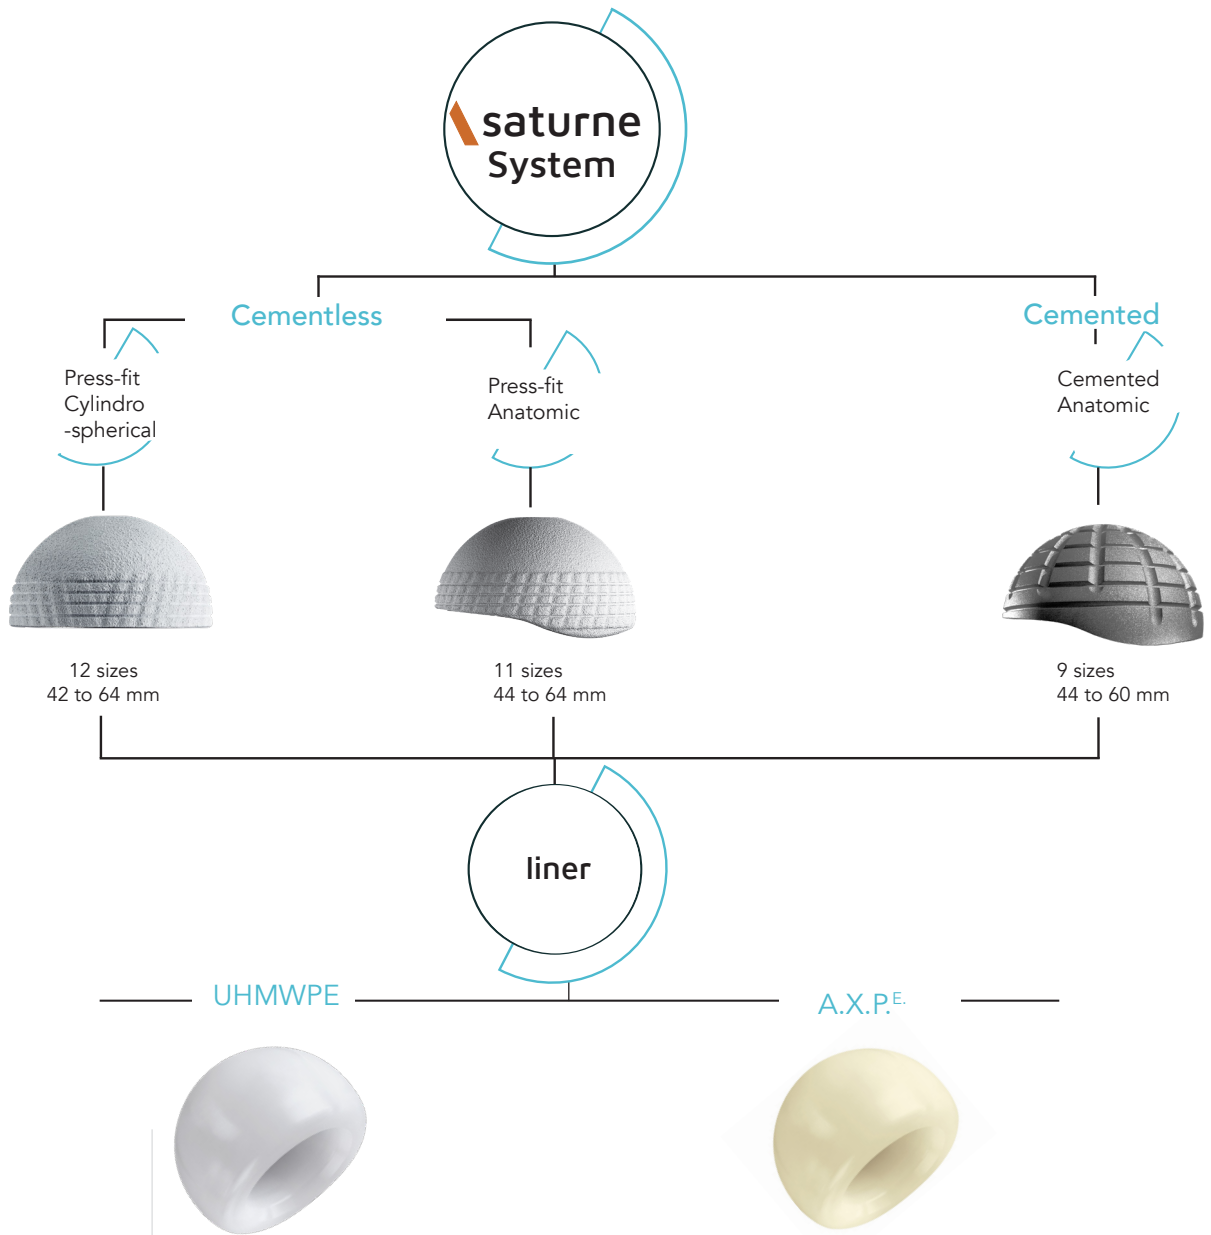 saturne
System
Cementless
Cemented
Press-fit
Cylindro
-spherical
Press-fit
Anatomic
Cemented
Anatomic
12 sizes
42 to 64 mm
11 sizes
44 to 64 mm
9 sizes
44 to 60 mm
liner
UHMWPE
A.X.P.E.